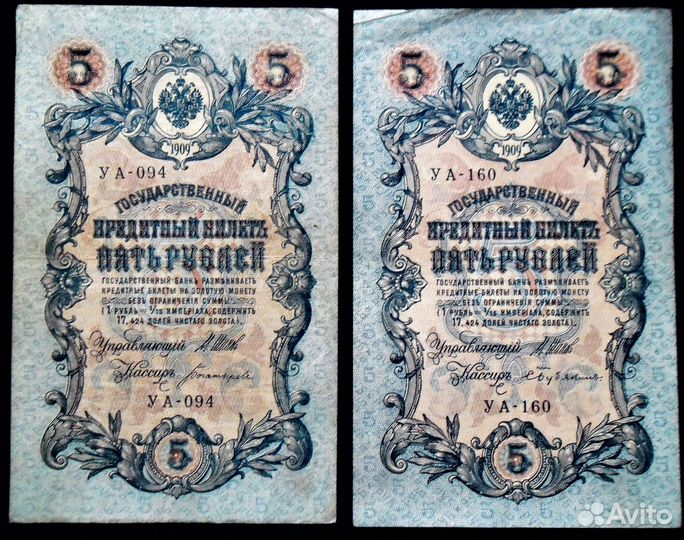 5 5
1909
УА-094
ГОСУДАРСТВЕННЫЙ
КРЕДИТНЫЙ БИЛЕТЪ
ПЯТЬ РУБЛЕЙ
ГОСУДАРСТВЕННЫЙ БАНКЪ РАЗМѢНИВАЕТЪ
КРЕДИТНЫЕ БИЛЕТЫ НА ЗОЛОТУЮ МОНЕТУ
БЕЗЪ ОГРАНИЧЕНІЯ СУММЫ
(1 РУБЛЬ = 1/15 ИМПЕРІАЛА, СОДЕРЖИТЪ
17,424 ДОЛЕЙ ЧИСТАГО ЗОЛОТА).
Управляющій
Кассиръ
УА-094
5
5 5
1909
УА-160
ГОСУДАРСТВЕННЫЙ
КРЕДИТНЫЙ БИЛЕТЪ
ПЯТЬ РУБЛЕЙ
ГОСУДАРСТВЕННЫЙ БАНКЪ РАЗМѢНИВАЕТЪ
КРЕДИТНЫЕ БИЛЕТЫ НА ЗОЛОТУЮ МОНЕТУ
БЕЗЪ ОГРАНИЧЕНІЯ СУММЫ
(1 РУБЛЬ = 1/15 ИМПЕРІАЛА, СОДЕРЖИТЪ
17,424 ДОЛЕЙ ЧИСТАГО ЗОЛОТА).
Управляющій
Кассиръ
УА-160
5
Avito